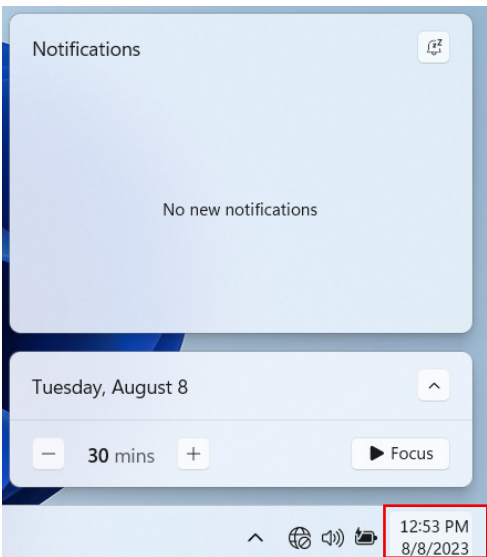 Notifications
No new notifications
Tuesday, August 8
30 mins
Focus
12:53 PM
8/8/2023